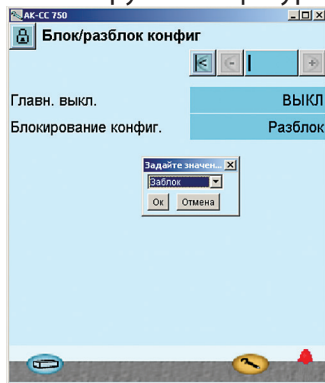 AK-CC 750
Блок/разблок конфиг
Главн. выкл.
ВЫКЛ
Блокирование конфиг.
Разблок
Задайте значен...
Заблок
Ок
Отмена